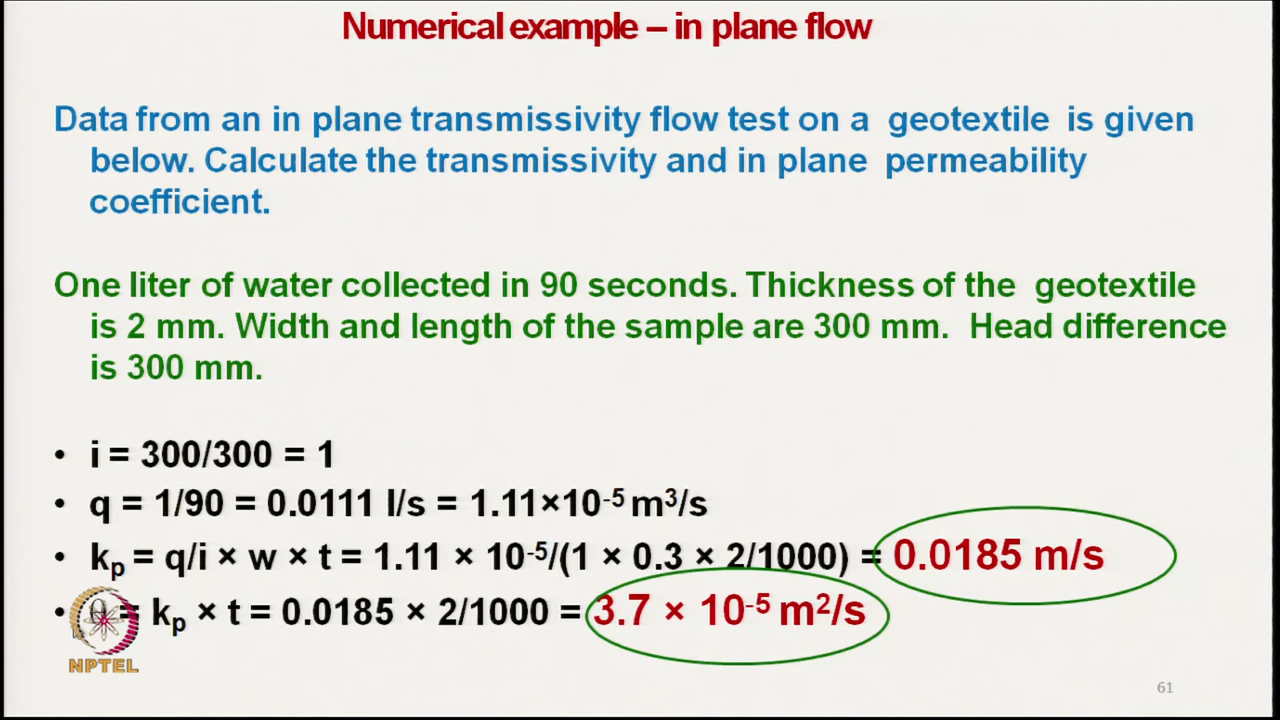 Numerical example – in plane flow
Data from an in plane transmissivity flow test on a geotextile is given
below. Calculate the transmissivity and in plane permeability
coefficient.
One liter of water collected in 90 seconds. Thickness of the geotextile
is 2 mm. Width and length of the sample are 300 mm. Head difference
is 300 mm.
• i = 300/300 = 1
• q = 1/90 = 0.0111 l/s = 1.11×10⁻⁵ m³/s
• kₚ = q/i × w × t = 1.11 × 10⁻⁵/(1 × 0.3 × 2/1000) = 0.0185 m/s
• = kₚ × t = 0.0185 × 2/1000 = 3.7 × 10⁻⁵ m²/s
NPTEL
61